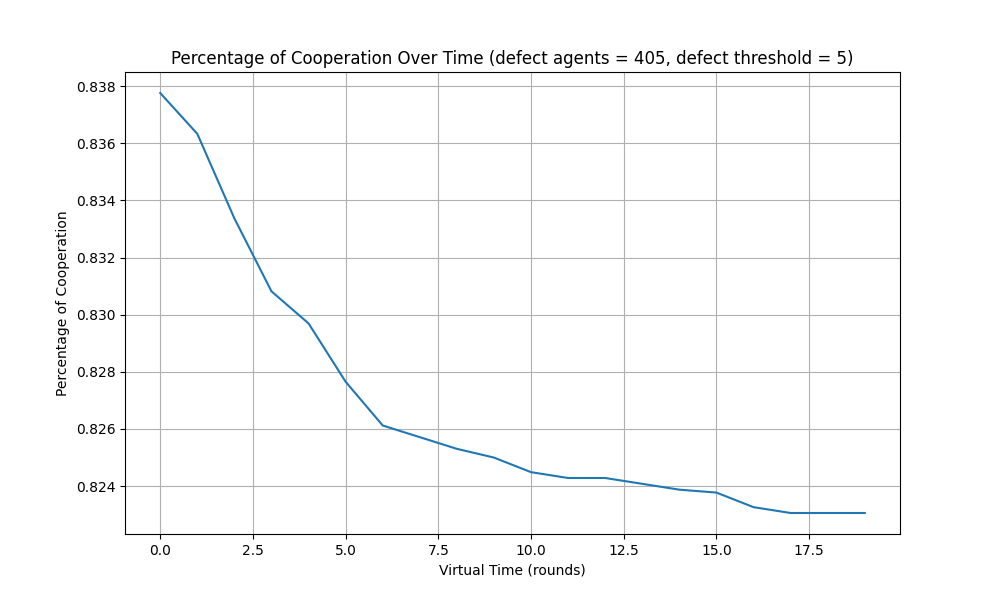 Percentage of Cooperation Over Time (defect agents = 405, defect threshold = 5)
Percentage of Cooperation
0.838
0.836
0.834
0.832
0.830
0.828
0.826
0.824
0.0 2.5 5.0 7.5 10.0 12.5 15.0 17.5
Virtual Time (rounds)